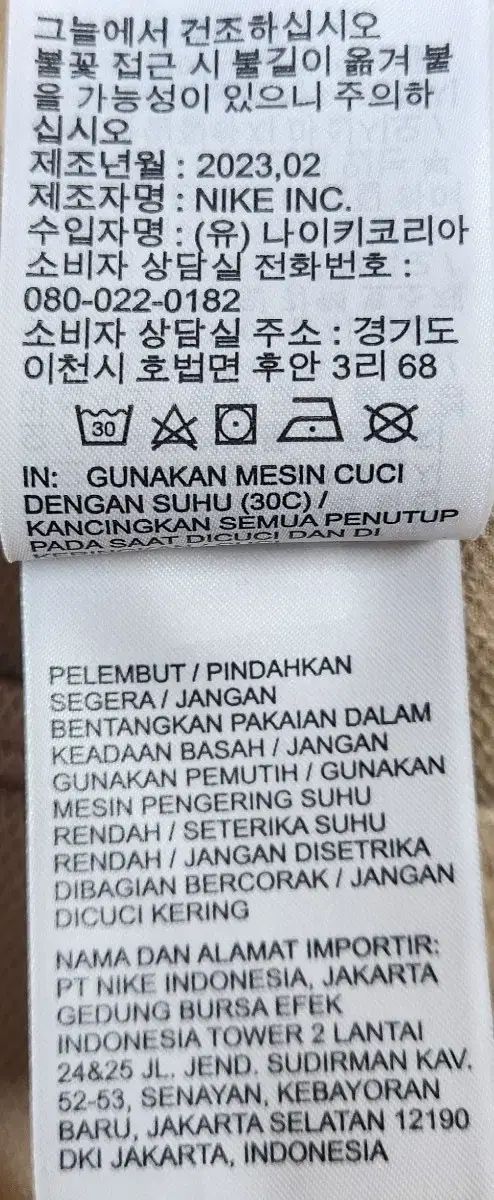 그늘에서 건조하십시오
불꽃 접근 시 불길이 옮겨 붙
을 가능성이 있으니 주의하
십시오
제조년월 : 2023,02
제조자명 : NIKE INC.
수입자명 : (유) 나이키코리아
소비자 상담실 전화번호 :
080-022-0182
소비자 상담실 주소 : 경기도
이천시 호법면 후안 3리 68
30
IN: GUNAKAN MESIN CUCI
DENGAN SUHU (30C) /
KANCINGKAN SEMUA PENUTUP
PADA SAAT DICUCI DAN DI
PELEMBUT / PINDAHKAN
SEGERA / JANGAN
BENTANGKAN PAKAIAN DALAM
KEADAAN BASAH / JANGAN
GUNAKAN PEMUTIH / GUNAKAN
MESIN PENGERING SUHU
RENDAH / SETERIKA SUHU
RENDAH / JANGAN DISETRIKA
DIBAGIAN BERCORAK / JANGAN
DICUCI KERING
NAMA DAN ALAMAT IMPORTIR:
PT NIKE INDONESIA, JAKARTA
GEDUNG BURSA EFEK
INDONESIA TOWER 2 LANTAI
24&25 JL. JEND. SUDIRMAN KAV.
52-53, SENAYAN, KEBAYORAN
BARU, JAKARTA SELATAN 12190
DKI JAKARTA, INDONESIA